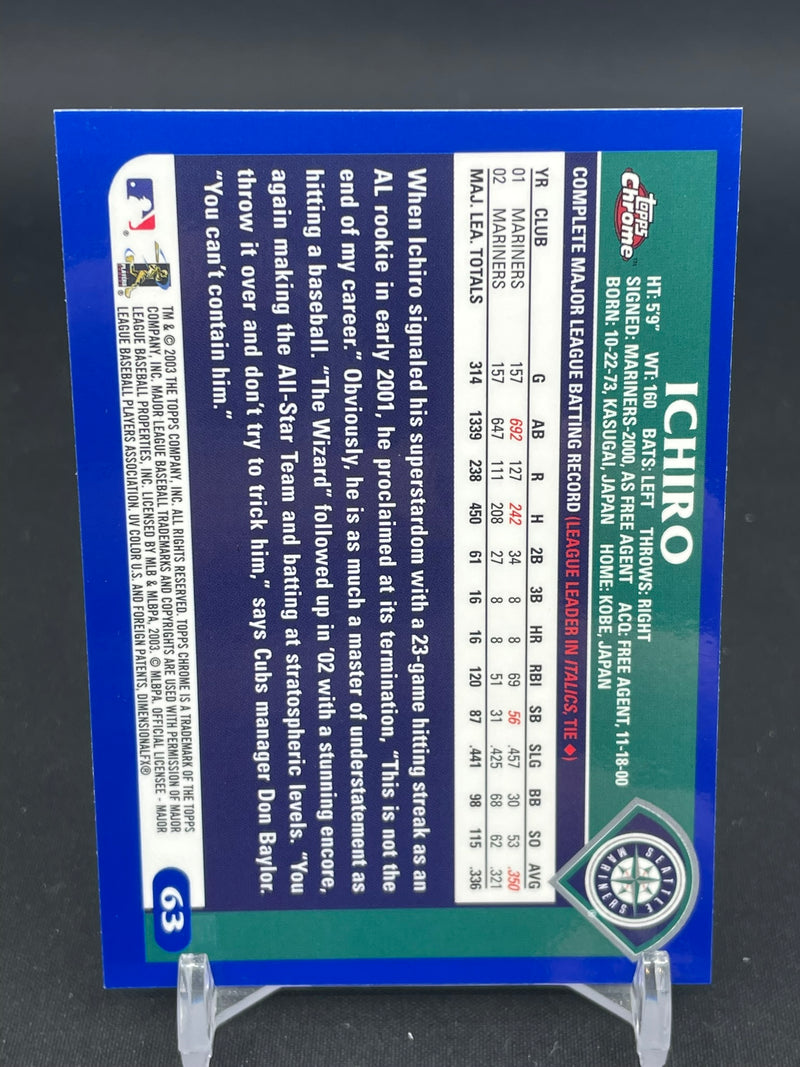 topps
Chrome™
ICHIRO
HT: 5'9" WT: 160 BATS: LEFT THROWS: RIGHT
SIGNED: MARINERS-2000, AS FREE AGENT ACQ: FREE AGENT, 11-18-00
BORN: 10-22-73, KASUGAI, JAPAN HOME: KOBE, JAPAN
SEATTLE
MARINERS
®
COMPLETE MAJOR LEAGUE BATTING RECORD (LEAGUE LEADER IN ITALICS, TIE ◆)
YR CLUB G AB R H 2B 3B HR RBI SB SLG BB SO AVG
01 MARINERS 157 692 127 242 34 8 8 69 56 .457 30 53 .350
02 MARINERS 157 647 111 208 27 8 8 51 31 .425 68 62 .321
MAJ. LEA. TOTALS 314 1339 238 450 61 16 16 120 87 .441 98 115 .336
When Ichiro signaled his superstardom with a 23-game hitting streak as an
AL rookie in early 2001, he proclaimed at its termination, "This is not the
end of my career." Obviously, he is as much a master of understatement as
hitting a baseball. "The Wizard" followed up in '02 with a stunning encore,
again making the All-Star Team and batting at stratospheric levels. "You
throw it over and don't try to trick him," says Cubs manager Don Baylor.
"You can't contain him."
®
PLAYERS
TM & © 2003 THE TOPPS COMPANY, INC. ALL RIGHTS RESERVED. TOPPS CHROME IS A TRADEMARK OF THE TOPPS
COMPANY, INC. MAJOR LEAGUE BASEBALL TRADEMARKS AND COPYRIGHTS ARE USED WITH PERMISSION OF MAJOR
LEAGUE BASEBALL PROPERTIES, INC. LICENSED BY MLB & MLBPA, 2003. © MLBPA. OFFICIAL LICENSEE - MAJOR
LEAGUE BASEBALL PLAYERS ASSOCIATION. UV COLOR U.S. AND FOREIGN PATENTS, DIMENSIONALFX®
63